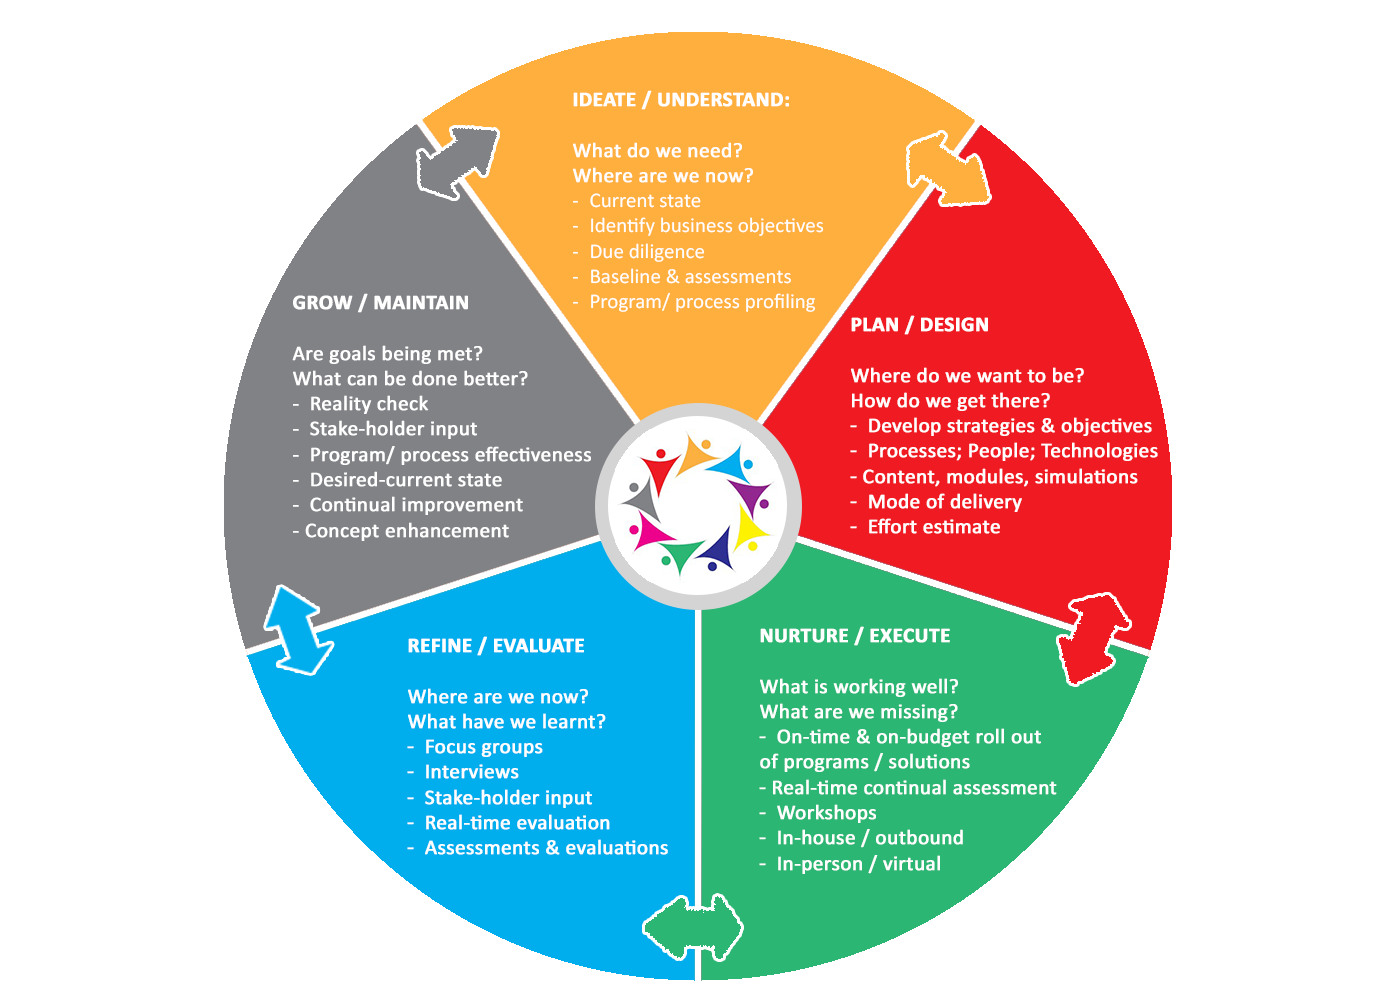 IDEATE / UNDERSTAND:
What do we need?
Where are we now?
- Current state
- Identify business objectives
- Due diligence
- Baseline & assessments
- Program/ process profiling
PLAN / DESIGN
Where do we want to be?
How do we get there?
- Develop strategies & objectives
- Processes; People; Technologies
- Content, modules, simulations
- Mode of delivery
- Effort estimate
NURTURE / EXECUTE
What is working well?
What are we missing?
- On-time & on-budget roll out
of programs / solutions
- Real-time continual assessment
- Workshops
- In-house / outbound
- In-person / virtual
REFINE / EVALUATE
Where are we now?
What have we learnt?
- Focus groups
- Interviews
- Stake-holder input
- Real-time evaluation
- Assessments & evaluations
GROW / MAINTAIN
Are goals being met?
What can be done better?
- Reality check
- Stake-holder input
- Program/ process effectiveness
- Desired-current state
- Continual improvement
- Concept enhancement